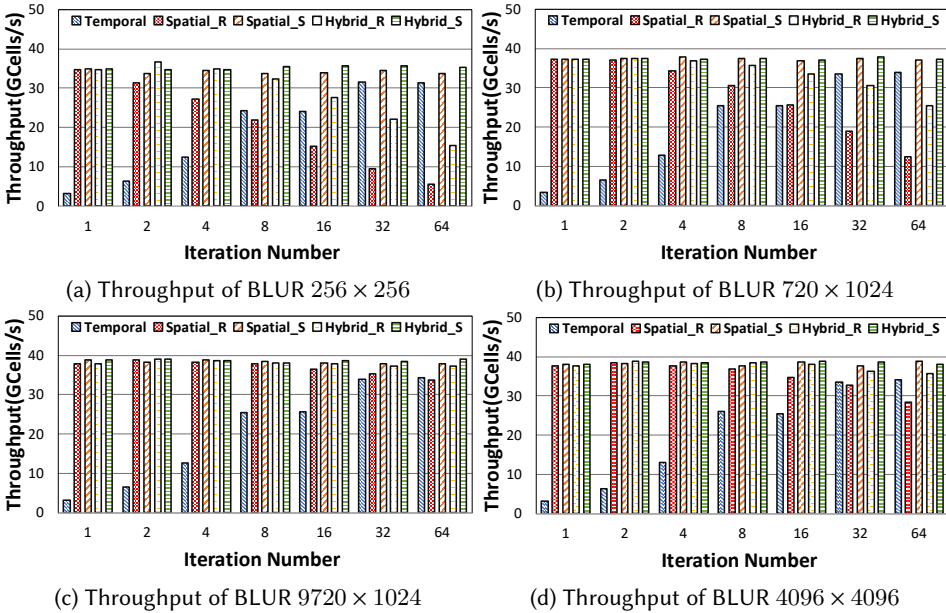 50
40
30
20
10
0
Throughput(GCells/s)
Temporal Spatial_R Spatial_S Hybrid_R Hybrid_S
1 2 4 8 16 32 64
Iteration Number
(a) Throughput of BLUR 256 × 256
50
40
30
20
10
0
Throughput(GCells/s)
Temporal Spatial_R Spatial_S Hybrid_R Hybrid_S
1 2 4 8 16 32 64
Iteration Number
(b) Throughput of BLUR 720 × 1024
50
40
30
20
10
0
Throughput(GCells/s)
Temporal Spatial_R Spatial_S Hybrid_R Hybrid_S
1 2 4 8 16 32 64
Iteration Number
(c) Throughput of BLUR 9720 × 1024
50
40
30
20
10
0
Throughput(GCells/s)
Temporal Spatial_R Spatial_S Hybrid_R Hybrid_S
1 2 4 8 16 32 64
Iteration Number
(d) Throughput of BLUR 4096 × 4096